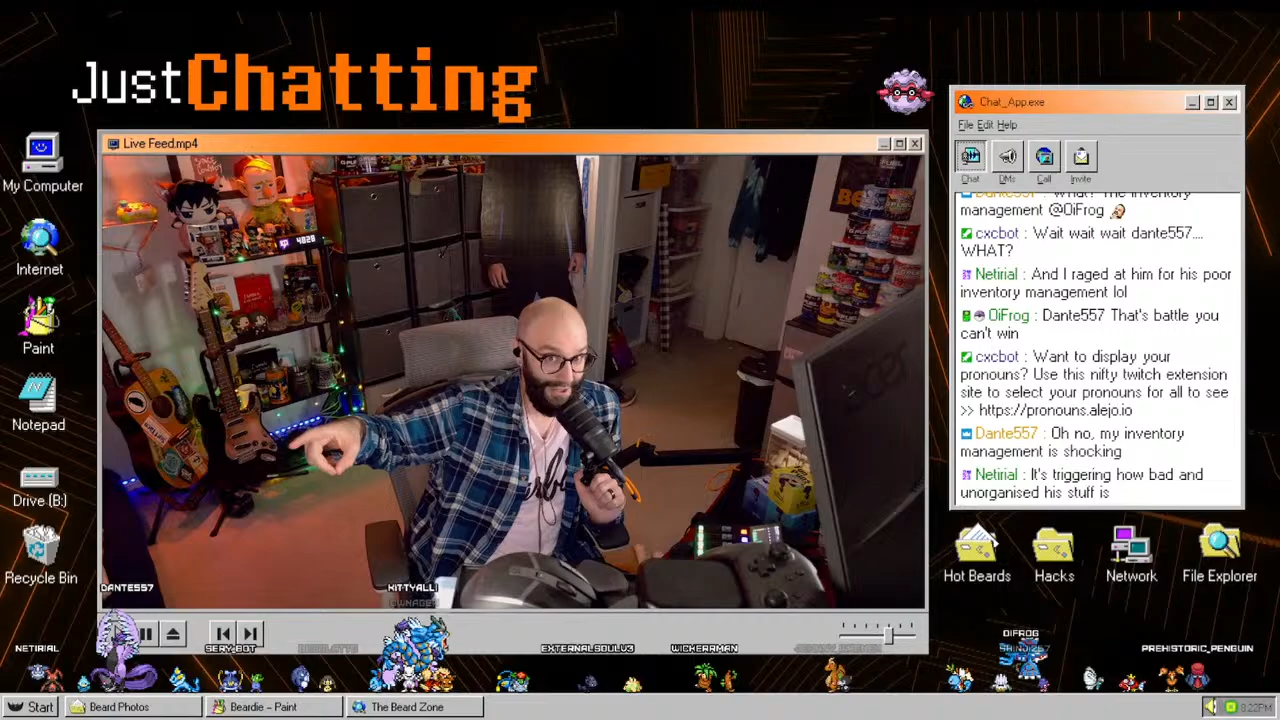 JustChatting
Live Feed.mp4
My Computer
Internet
Paint
Notepad
Drive (B:)
Recycle Bin
4828
Chat_App.exe
File Edit Help
Chat DMs Call Invite
management @OiFrog
cxcbot : Wait wait wait dante557....
WHAT?
Netirial : And I raged at him for his poor
inventory management lol
OiFrog : Dante557 That's battle you
can't win
cxcbot : Want to display your
pronouns? Use this nifty twitch extension
site to select your pronouns for all to see
>> https://pronouns.alejo.io
Dante557 : Oh no, my inventory
management is shocking
Netirial : It's triggering how bad and
unorganised his stuff is
Hot Beards
Hacks
Network
File Explorer
DANTE557
KITTYALLI
NETIRIAL
SERY_BOT
EXTERNALSOULV3
WICKERRMAN
OIFROG
PREHISTORIC_PENGUIN
Start
Beard Photos
Beardie - Paint
The Beard Zone
3:22PM